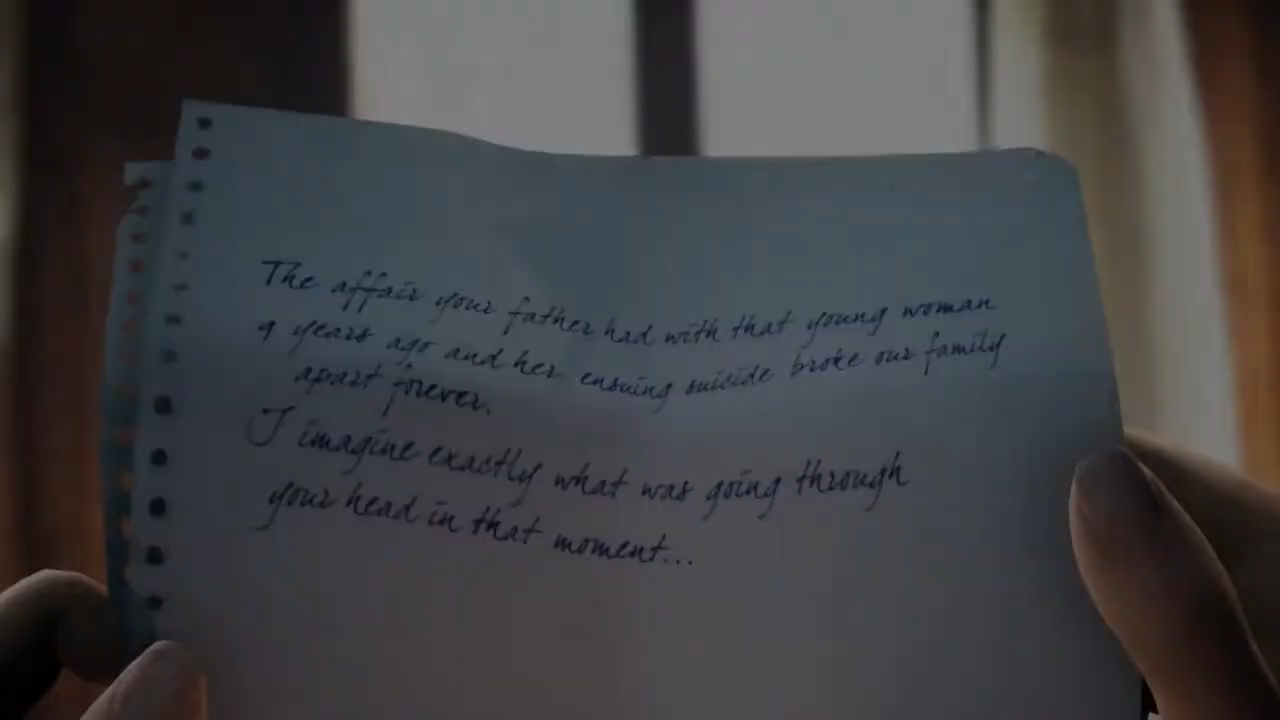 The affair your father had with that young woman
9 years ago and her ensuing suicide broke our family
apart forever.
I imagine exactly what was going through
your head in that moment...